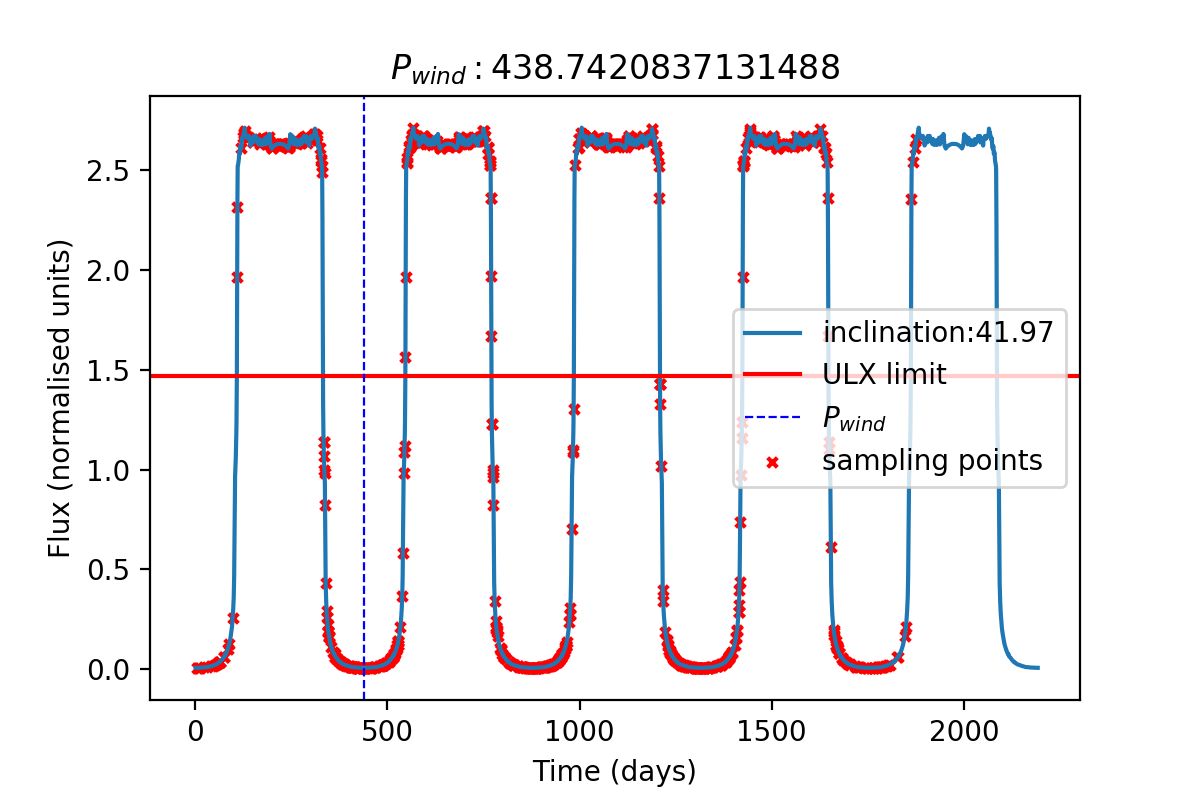 P_wind : 438.7420837131488
Flux (normalised units)
2.5
2.0
1.5
1.0
0.5
0.0
inclination:41.97
ULX limit
P_wind
sampling points
0 500 1000 1500 2000
Time (days)